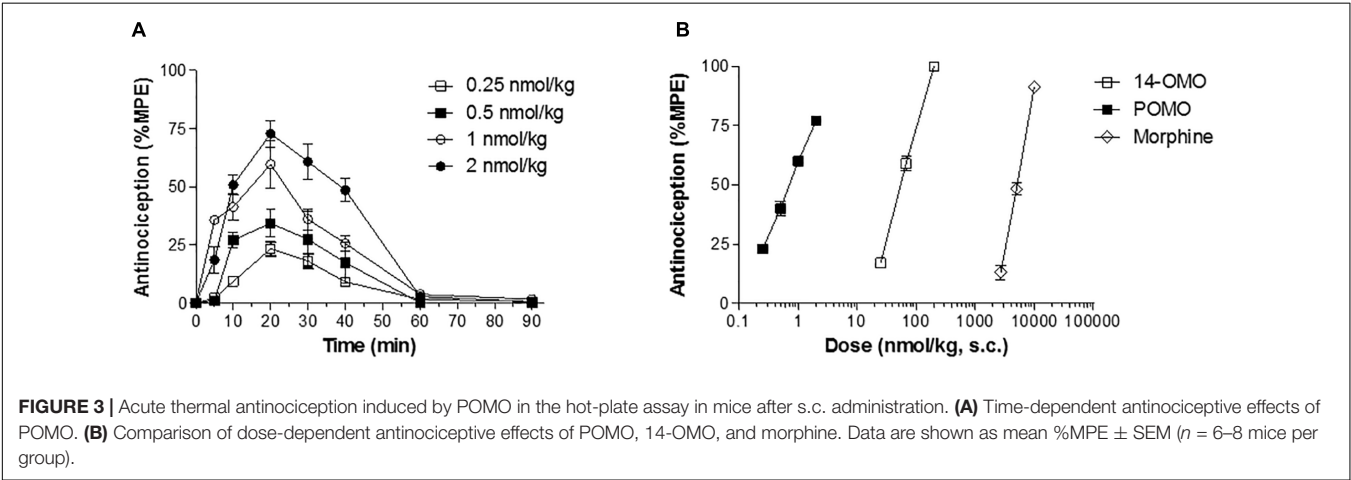 A
Antinociception (%MPE)
100
75
50
25
0
0 10 20 30 40 50 60 70 80 90
Time (min)
0.25 nmol/kg
0.5 nmol/kg
1 nmol/kg
2 nmol/kg
B
Antinociception (%MPE)
100
75
50
25
0
0.1 1 10 100 1000 10000 100000
Dose (nmol/kg, s.c.)
14-OMO
POMO
Morphine
FIGURE 3 | Acute thermal antinociception induced by POMO in the hot-plate assay in mice after s.c. administration. (A) Time-dependent antinociceptive effects of
POMO. (B) Comparison of dose-dependent antinociceptive effects of POMO, 14-OMO, and morphine. Data are shown as mean %MPE ± SEM (n = 6–8 mice per
group).